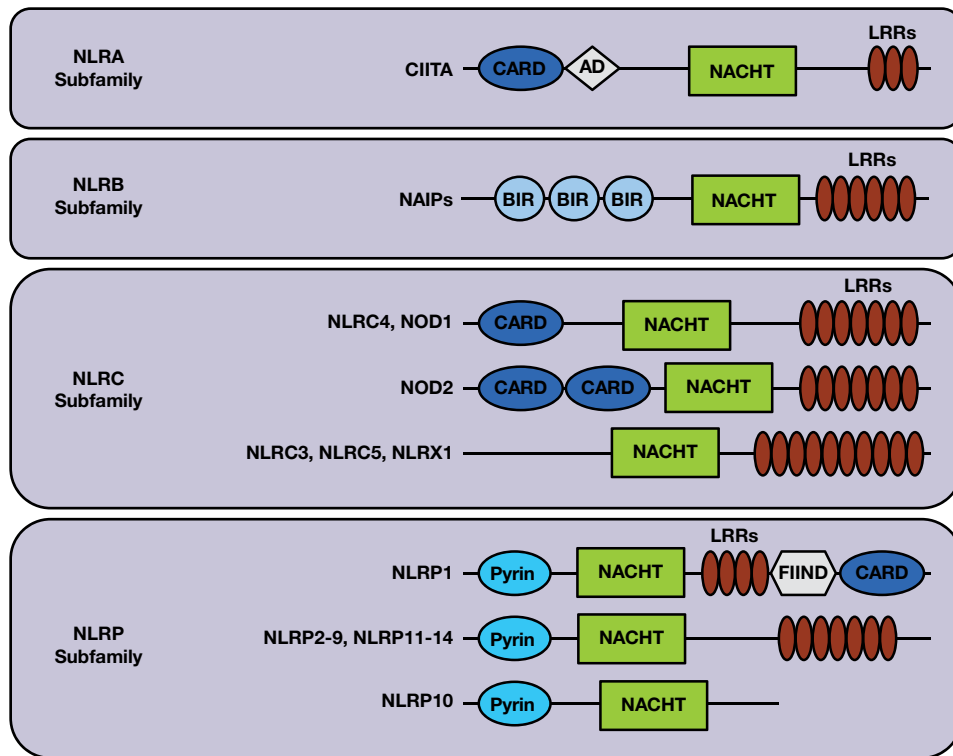 NLRA
Subfamily
LRRs
CIITA CARD AD NACHT
NLRB
Subfamily
LRRs
NAIPs BIR BIR BIR NACHT
NLRC
Subfamily
LRRs
NLRC4, NOD1 CARD NACHT
NOD2 CARD CARD NACHT
NLRC3, NLRC5, NLRX1 NACHT
NLRP
Subfamily
LRRs
NLRP1 Pyrin NACHT FIIND CARD
NLRP2-9, NLRP11-14 Pyrin NACHT
NLRP10 Pyrin NACHT